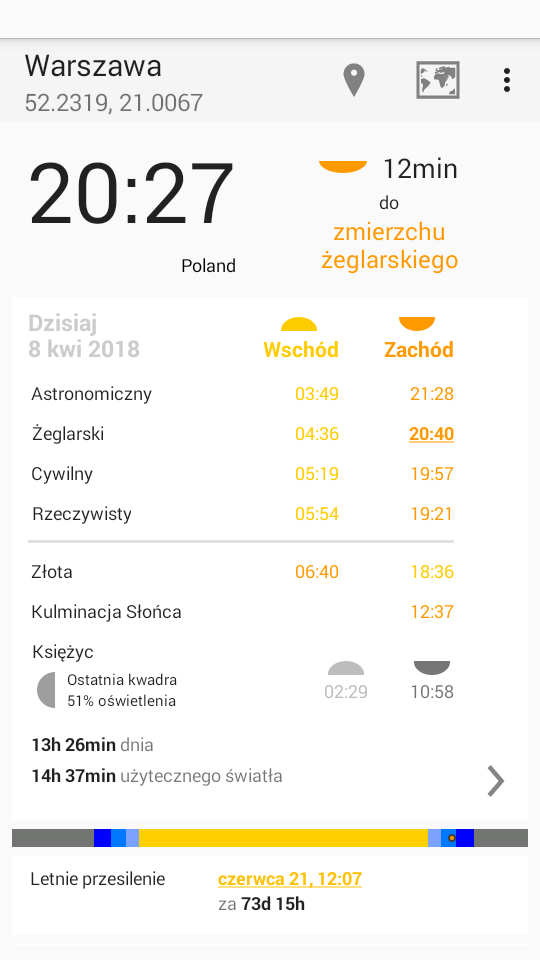 Warszawa
52.2319, 21.0067
20:27
Poland
12min
do
zmierzchu
żeglarskiego
Dzisiaj
8 kwi 2018
Wschód Zachód
Astronomiczny 03:49 21:28
Żeglarski 04:36 20:40
Cywilny 05:19 19:57
Rzeczywisty 05:54 19:21
Złota 06:40 18:36
Kulminacja Słońca 12:37
Księżyc
Ostatnia kwadra
51% oświetlenia
02:29 10:58
13h 26min dnia
14h 37min użytecznego światła
Letnie przesilenie czerwca 21, 12:07
za 73d 15h